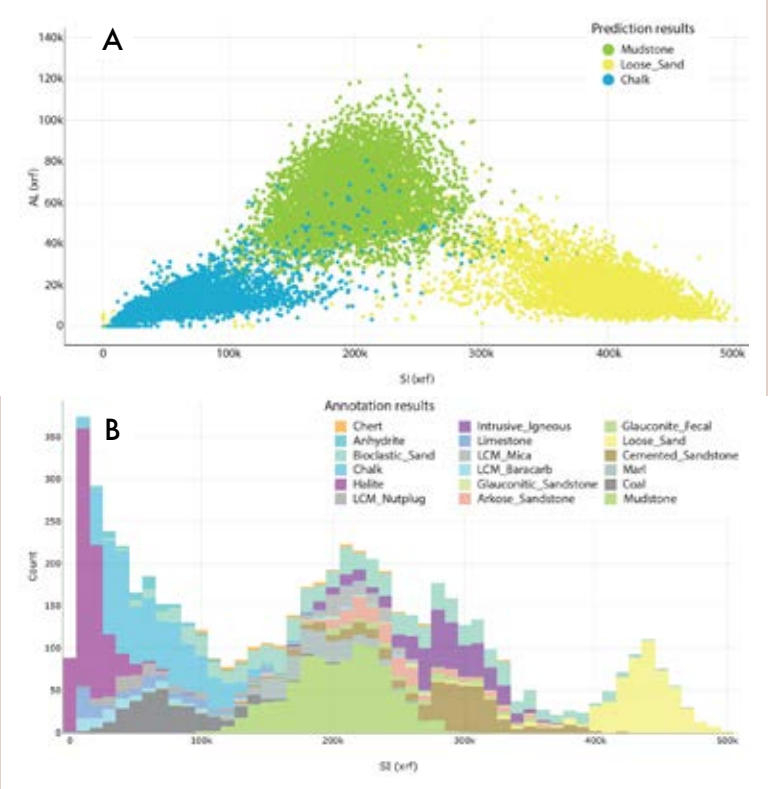 A
Prediction results
Mudstone
Loose_Sand
Chalk
140k
120k
100k
80k
60k
40k
20k
0
AL (xrf)
0 100k 200k 300k 400k 500k
SI (xrf)
B
Annotation results
Chert
Anhydrite
Bioclastic_Sand
Chalk
Halite
LCM_Nutplug
Intrusive_Igneous
Limestone
LCM_Mica
LCM_Baracarb
Glauconitic_Sandstone
Arkose_Sandstone
Glauconite_Fecal
Loose_Sand
Cemented_Sandstone
Marl
Coal
Mudstone
350
300
250
200
150
100
50
0
Count
0 100k 200k 300k 400k 500k
SI (xrf)